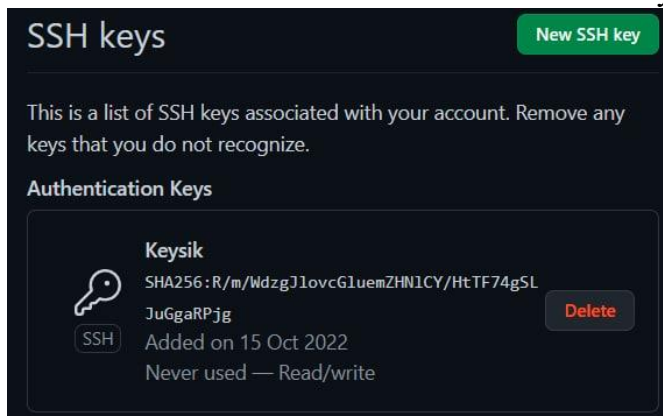 SSH keys
New SSH key
This is a list of SSH keys associated with your account. Remove any
keys that you do not recognize.
Authentication Keys
Keysik
SHA256:R/m/WdzgJlovcGluemZHNlCY/HtTF74gSL
JuGgaRPjg
SSH
Delete
Added on 15 Oct 2022
Never used — Read/write